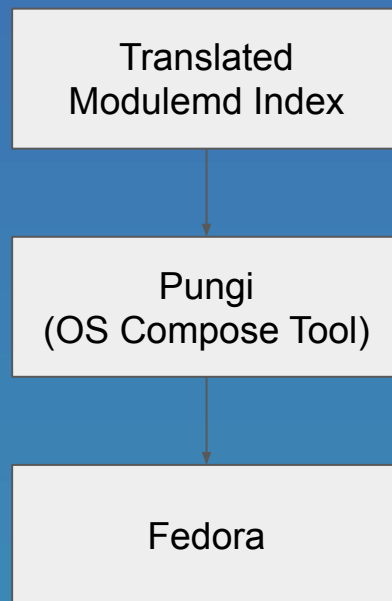 Translated
Modulemd Index
Pungi
(OS Compose Tool)
Fedora